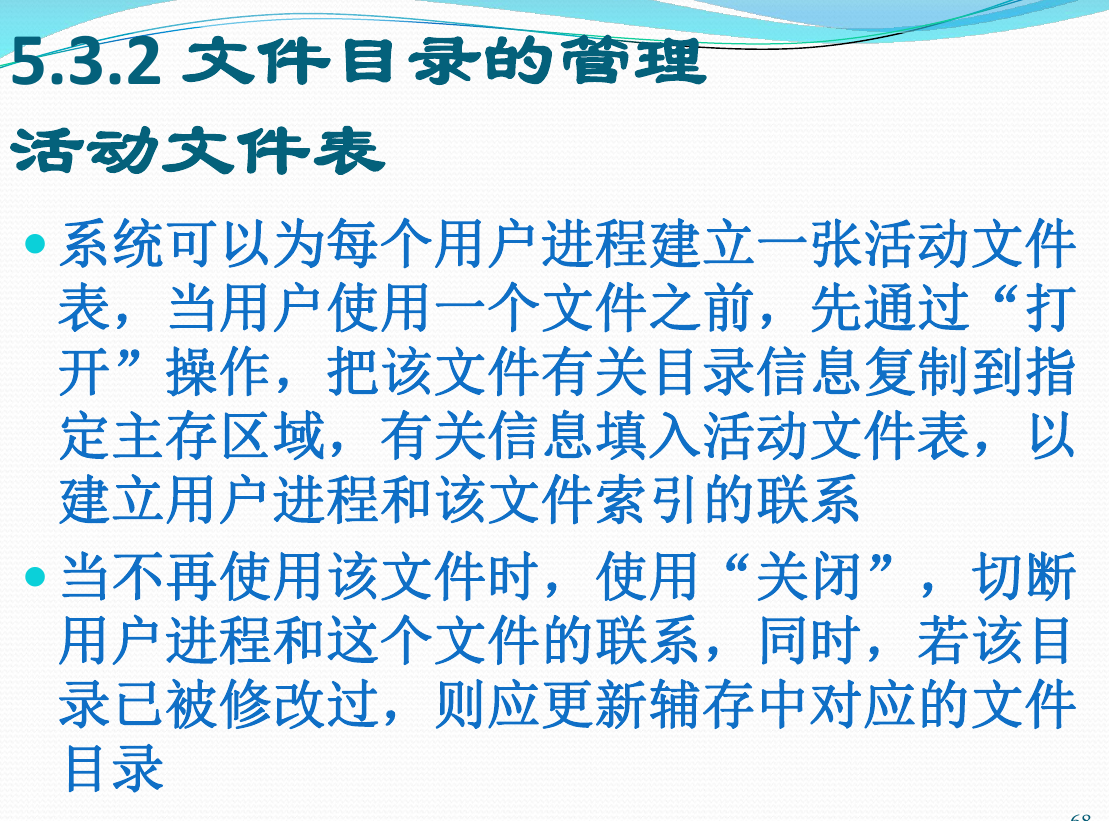 5.3.2 文件目录的管理
活动文件表
• 系统可以为每个用户进程建立一张活动文件
表，当用户使用一个文件之前，先通过“打
开”操作，把该文件有关目录信息复制到指
定主存区域，有关信息填入活动文件表，以
建立用户进程和该文件索引的联系
• 当不再使用该文件时，使用“关闭”，切断
用户进程和这个文件的联系，同时，若该目
录已被修改过，则应更新辅存中对应的文件
目录
68